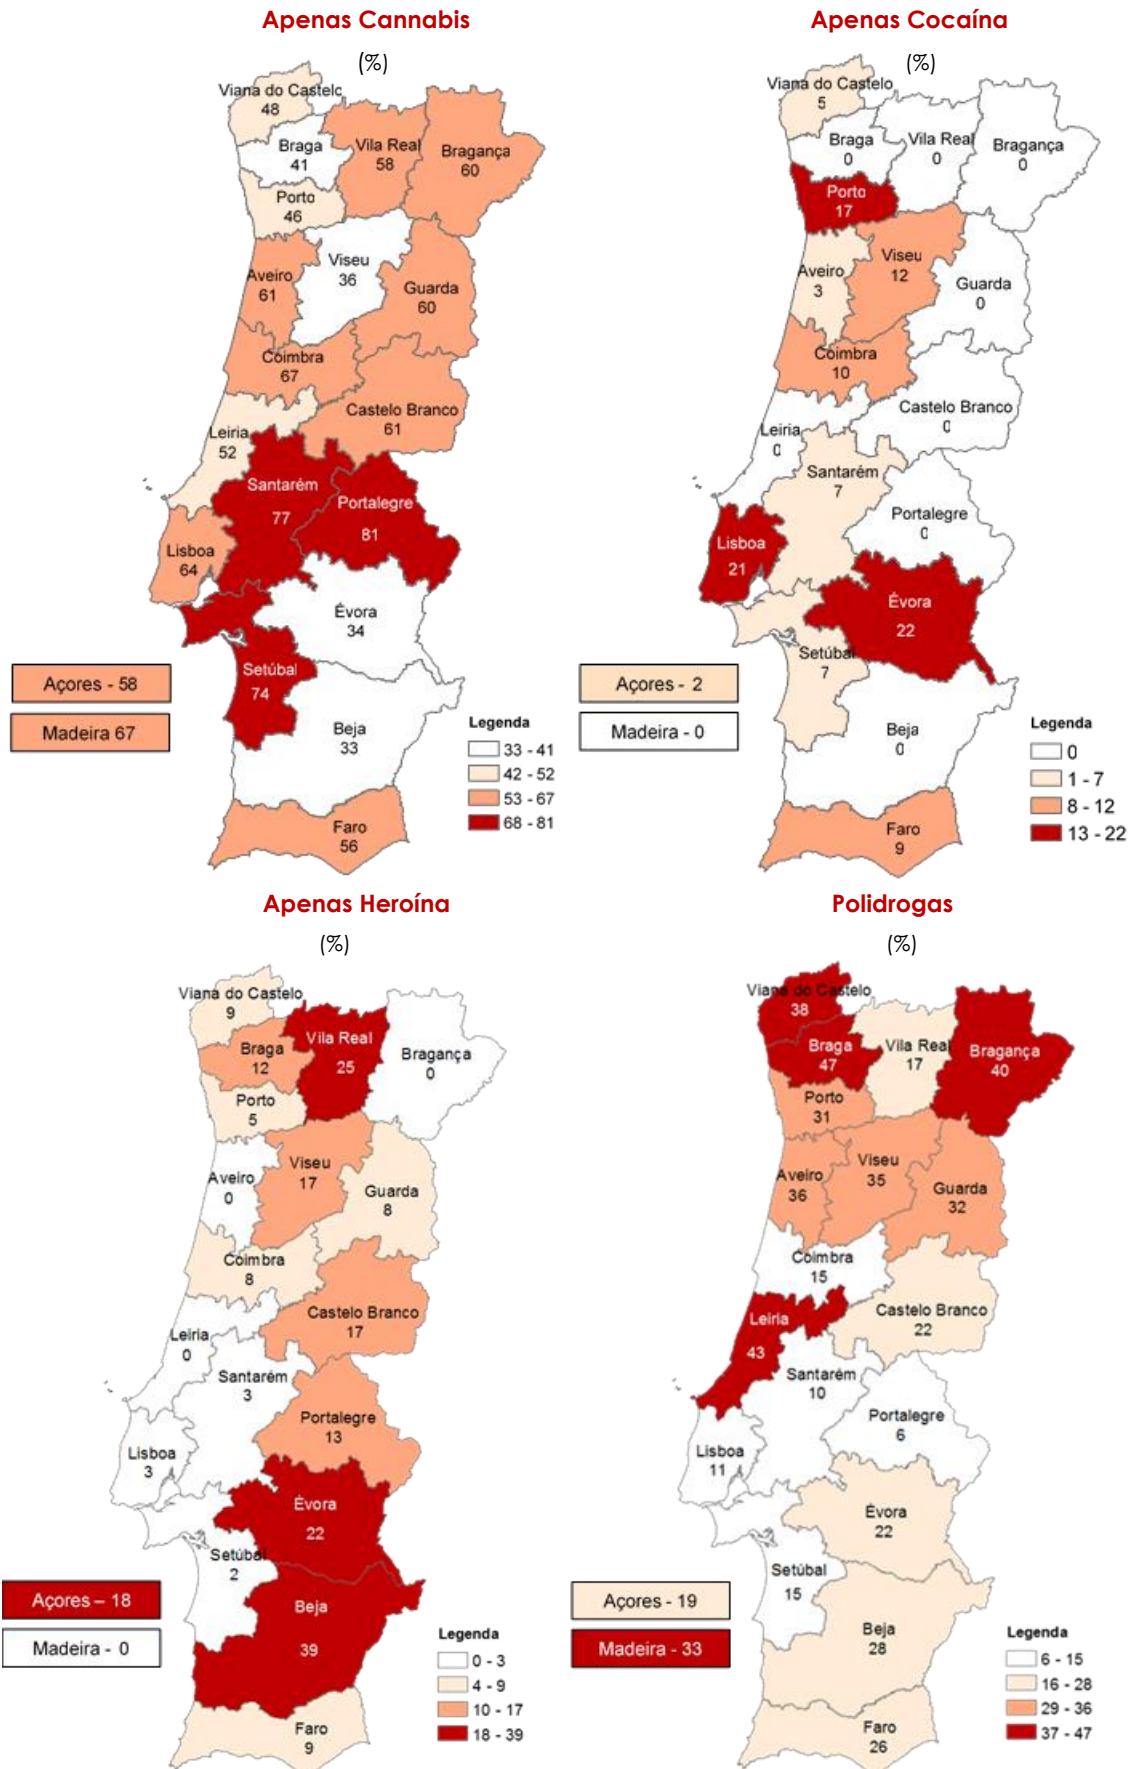 Apenas Cannabis
(%)
Viana do Castelo
48
Braga
41
Vila Real
58
Bragança
60
Porto
46
Aveiro
61
Viseu
36
Guarda
60
Coimbra
67
Castelo Branco
61
Leiria
52
Santarém
77
Portalegre
81
Lisboa
64
Évora
34
Setúbal
74
Beja
33
Faro
56
Açores - 58
Madeira 67
Legenda
33 - 41
42 - 52
53 - 67
68 - 81
Apenas Cocaína
(%)
Viana do Castelo
5
Braga
0
Vila Real
0
Bragança
0
Porto
17
Aveiro
3
Viseu
12
Guarda
0
Coimbra
10
Castelo Branco
0
Leiria
0
Santarém
7
Portalegre
0
Lisboa
21
Évora
22
Setúbal
7
Beja
0
Faro
9
Açores - 2
Madeira - 0
Legenda
0
1 - 7
8 - 12
13 - 22
Apenas Heroína
(%)
Viana do Castelo
9
Braga
12
Vila Real
25
Bragança
0
Porto
5
Aveiro
0
Viseu
17
Guarda
8
Coimbra
8
Castelo Branco
17
Leiria
0
Santarém
3
Portalegre
13
Lisboa
3
Évora
22
Setúbal
2
Beja
39
Faro
9
Açores – 18
Madeira - 0
Legenda
0 - 3
4 - 9
10 - 17
18 - 39
Polidrogas
(%)
Viana do Castelo
38
Braga
47
Vila Real
17
Bragança
40
Porto
31
Aveiro
36
Viseu
35
Guarda
32
Coimbra
15
Castelo Branco
22
Leiria
43
Santarém
10
Portalegre
6
Lisboa
11
Évora
22
Setúbal
15
Beja
28
Faro
26
Açores - 19
Madeira - 33
Legenda
6 - 15
16 - 28
29 - 36
37 - 47